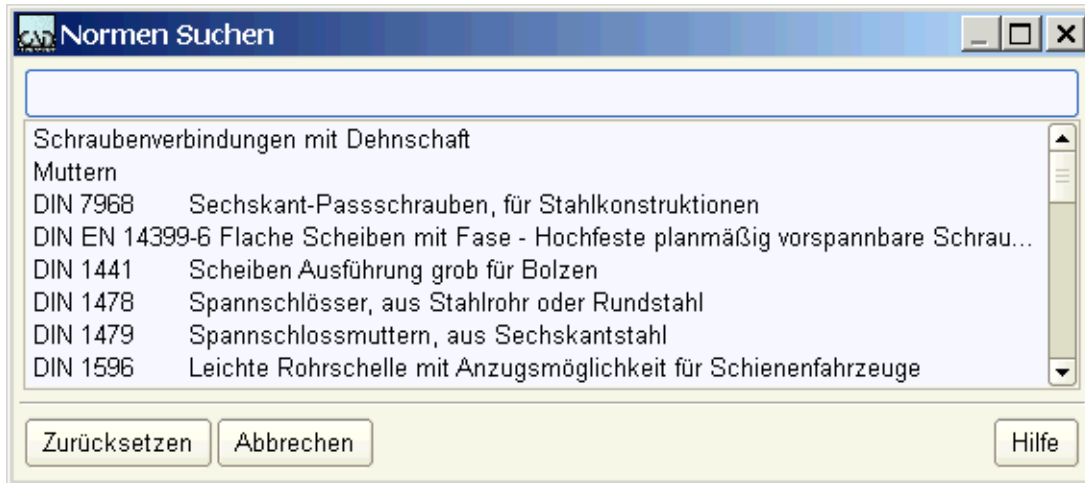 CAD Normen Suchen
Schraubenverbindungen mit Dehnschaft
Muttern
DIN 7968 Sechskant-Passschrauben, für Stahlkonstruktionen
DIN EN 14399-6 Flache Scheiben mit Fase - Hochfeste planmäßig vorspannbare Schrau...
DIN 1441 Scheiben Ausführung grob für Bolzen
DIN 1478 Spannschlösser, aus Stahlrohr oder Rundstahl
DIN 1479 Spannschlossmuttern, aus Sechskantstahl
DIN 1596 Leichte Rohrschelle mit Anzugsmöglichkeit für Schienenfahrzeuge
Zurücksetzen Abbrechen Hilfe